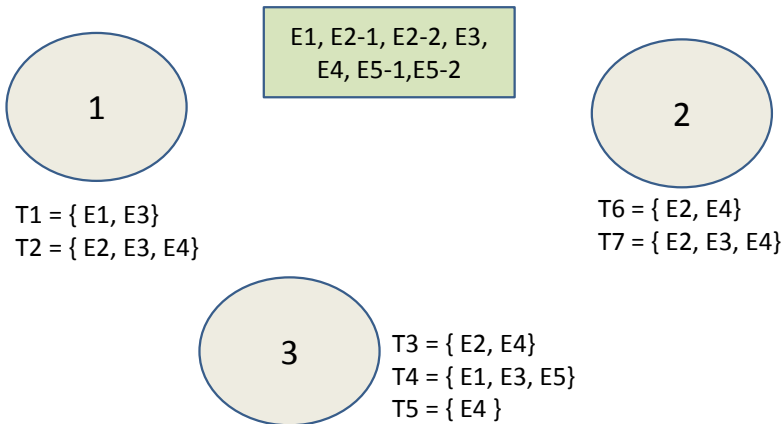 E1, E2-1, E2-2, E3,
E4, E5-1,E5-2
1
2
T1 = { E1, E3}
T2 = { E2, E3, E4}
T6 = { E2, E4}
T7 = { E2, E3, E4}
3
T3 = { E2, E4}
T4 = { E1, E3, E5}
T5 = { E4 }